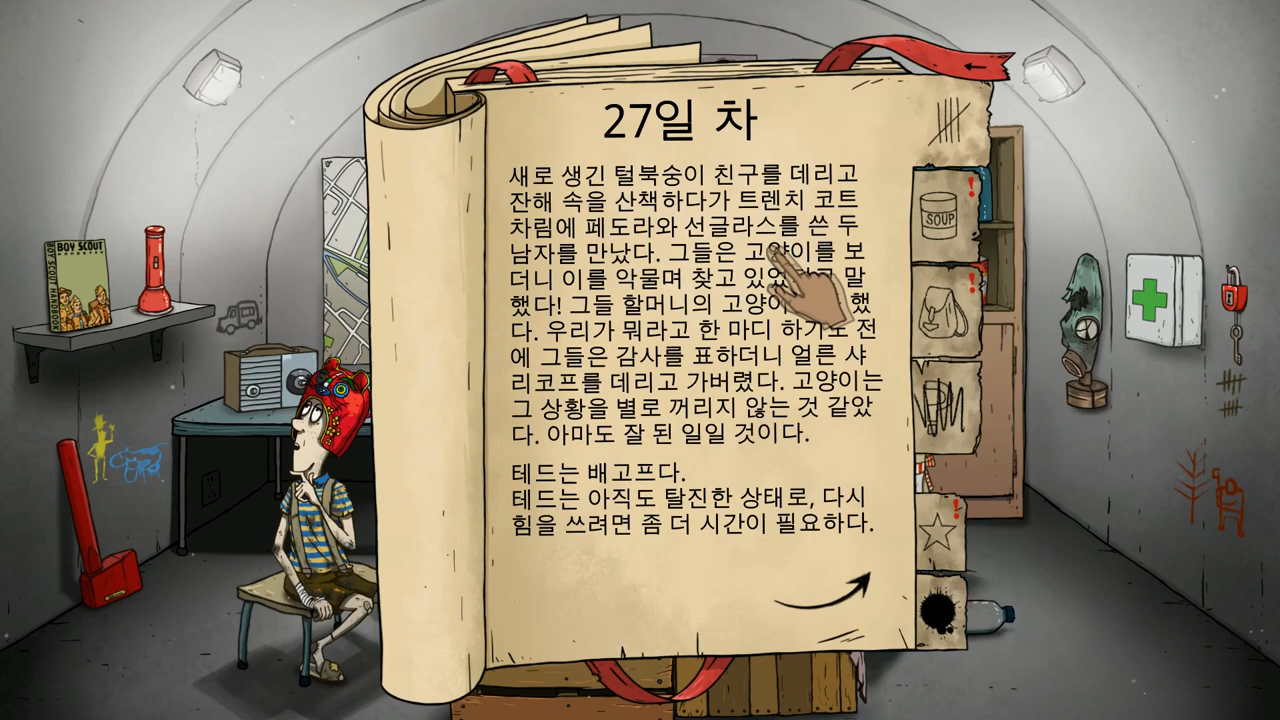 27일 차
새로 생긴 털북숭이 친구를 데리고
잔해 속을 산책하다가 트렌치 코트
차림에 페도라와 선글라스를 쓴 두
남자를 만났다. 그들은 고양이를 보
더니 이를 악물며 찾고 말
했다! 그들 할머니의 했
다. 우리가 뭐라고 한 마디 하기도 전
에 그들은 감사를 표하더니 얼른 샤
리코프를 데리고 가버렸다. 고양이는
그 상황을 별로 꺼리지 않는 것 같았
다. 아마도 잘 된 일일 것이다.
테드는 배고프다.
테드는 아직도 탈진한 상태로, 다시
힘을 쓰려면 좀 더 시간이 필요하다.
BOY SCOUT
BOY SCOUT HANDBOOK
SOUP